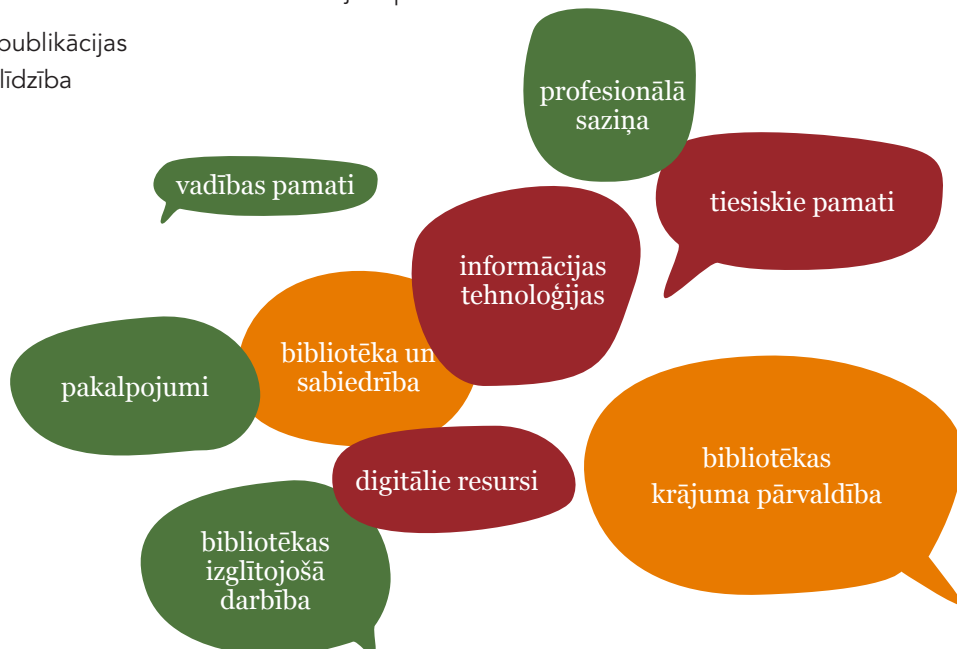 publikācijas
līdzība
profesionālā
saziņa
vadības pamati
tiesiskie pamati
informācijas
tehnoloģijas
bibliotēka un
sabiedrība
pakalpojumi
bibliotēkas
krājuma pārvaldība
digitālie resursi
bibliotēkas
izglītojošā
darbība